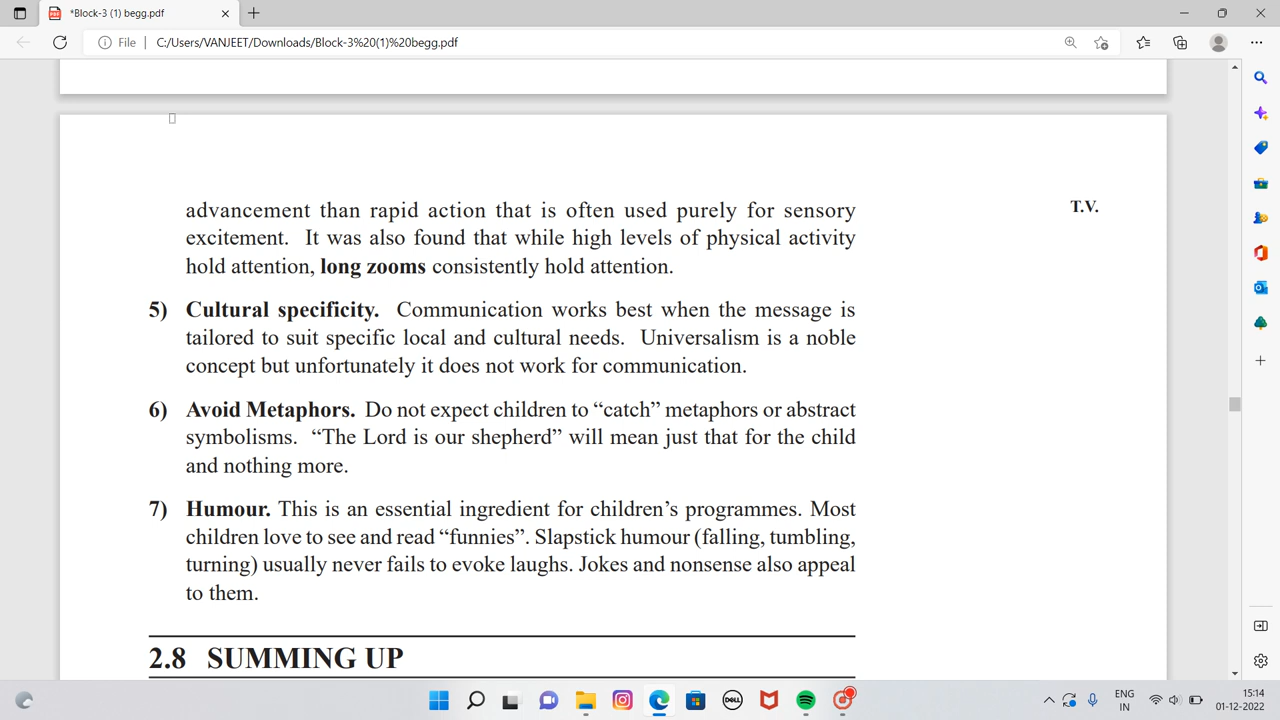 *Block-3 (1) begg.pdf
File
C:/Users/VANJEET/Downloads/Block-3%20(1)%20begg.pdf
advancement than rapid action that is often used purely for sensory
T.V.
excitement. It was also found that while high levels of physical activity
hold attention, long zooms consistently hold attention.
5) Cultural specificity. Communication works best when the message is
tailored to suit specific local and cultural needs. Universalism is a noble
concept but unfortunately it does not work for communication.
6) Avoid Metaphors. Do not expect children to “catch” metaphors or abstract
symbolisms. “The Lord is our shepherd” will mean just that for the child
and nothing more.
7) Humour. This is an essential ingredient for children’s programmes. Most
children love to see and read “funnies”. Slapstick humour (falling, tumbling,
turning) usually never fails to evoke laughs. Jokes and nonsense also appeal
to them.
2.8 SUMMING UP
DELL
ENG
IN
15:14
01-12-2022